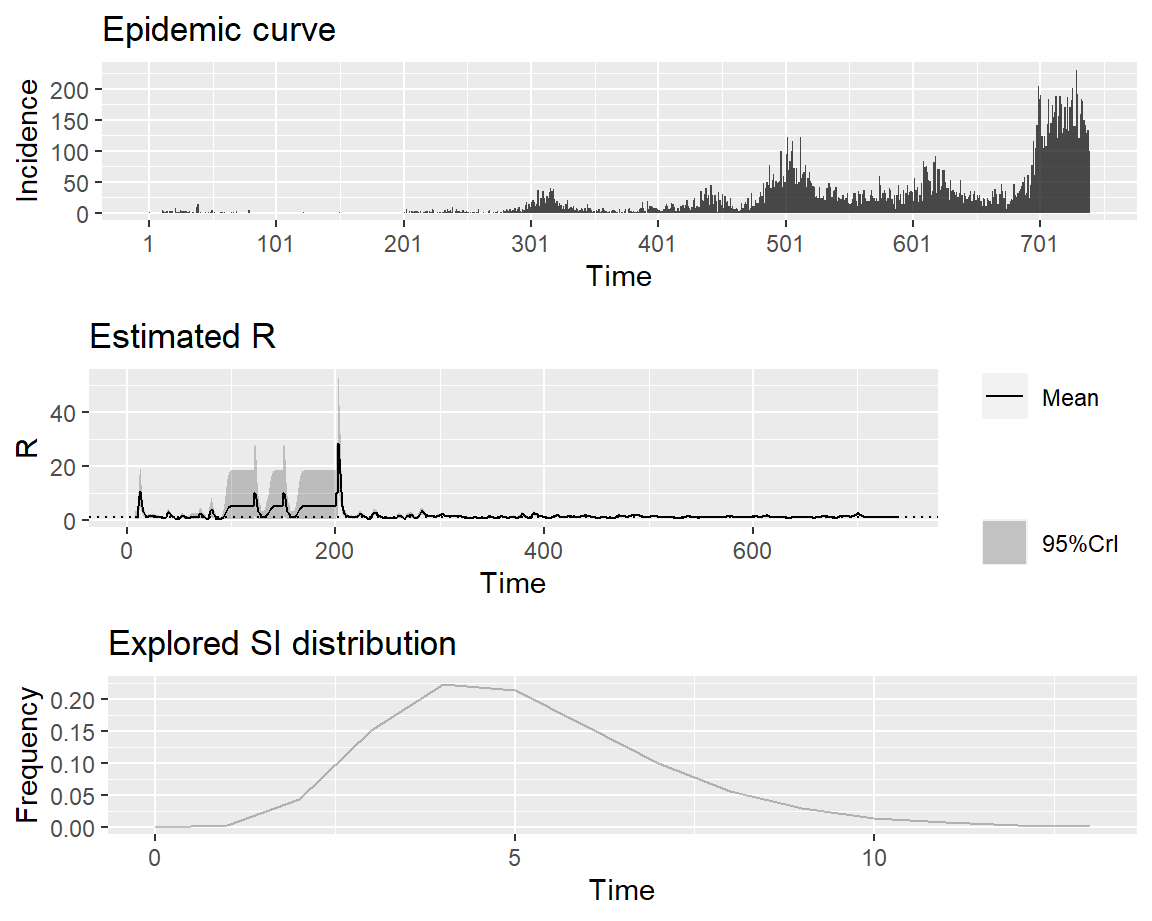 Epidemic curve
Incidence
200
150
100
50
0
1 101 201 301 401 501 601 701
Time
Estimated R
R
40
20
0
0 200 400 600
Time
Mean
95%CrI
Explored SI distribution
Frequency
0.20
0.15
0.10
0.05
0.00
0 5 10
Time